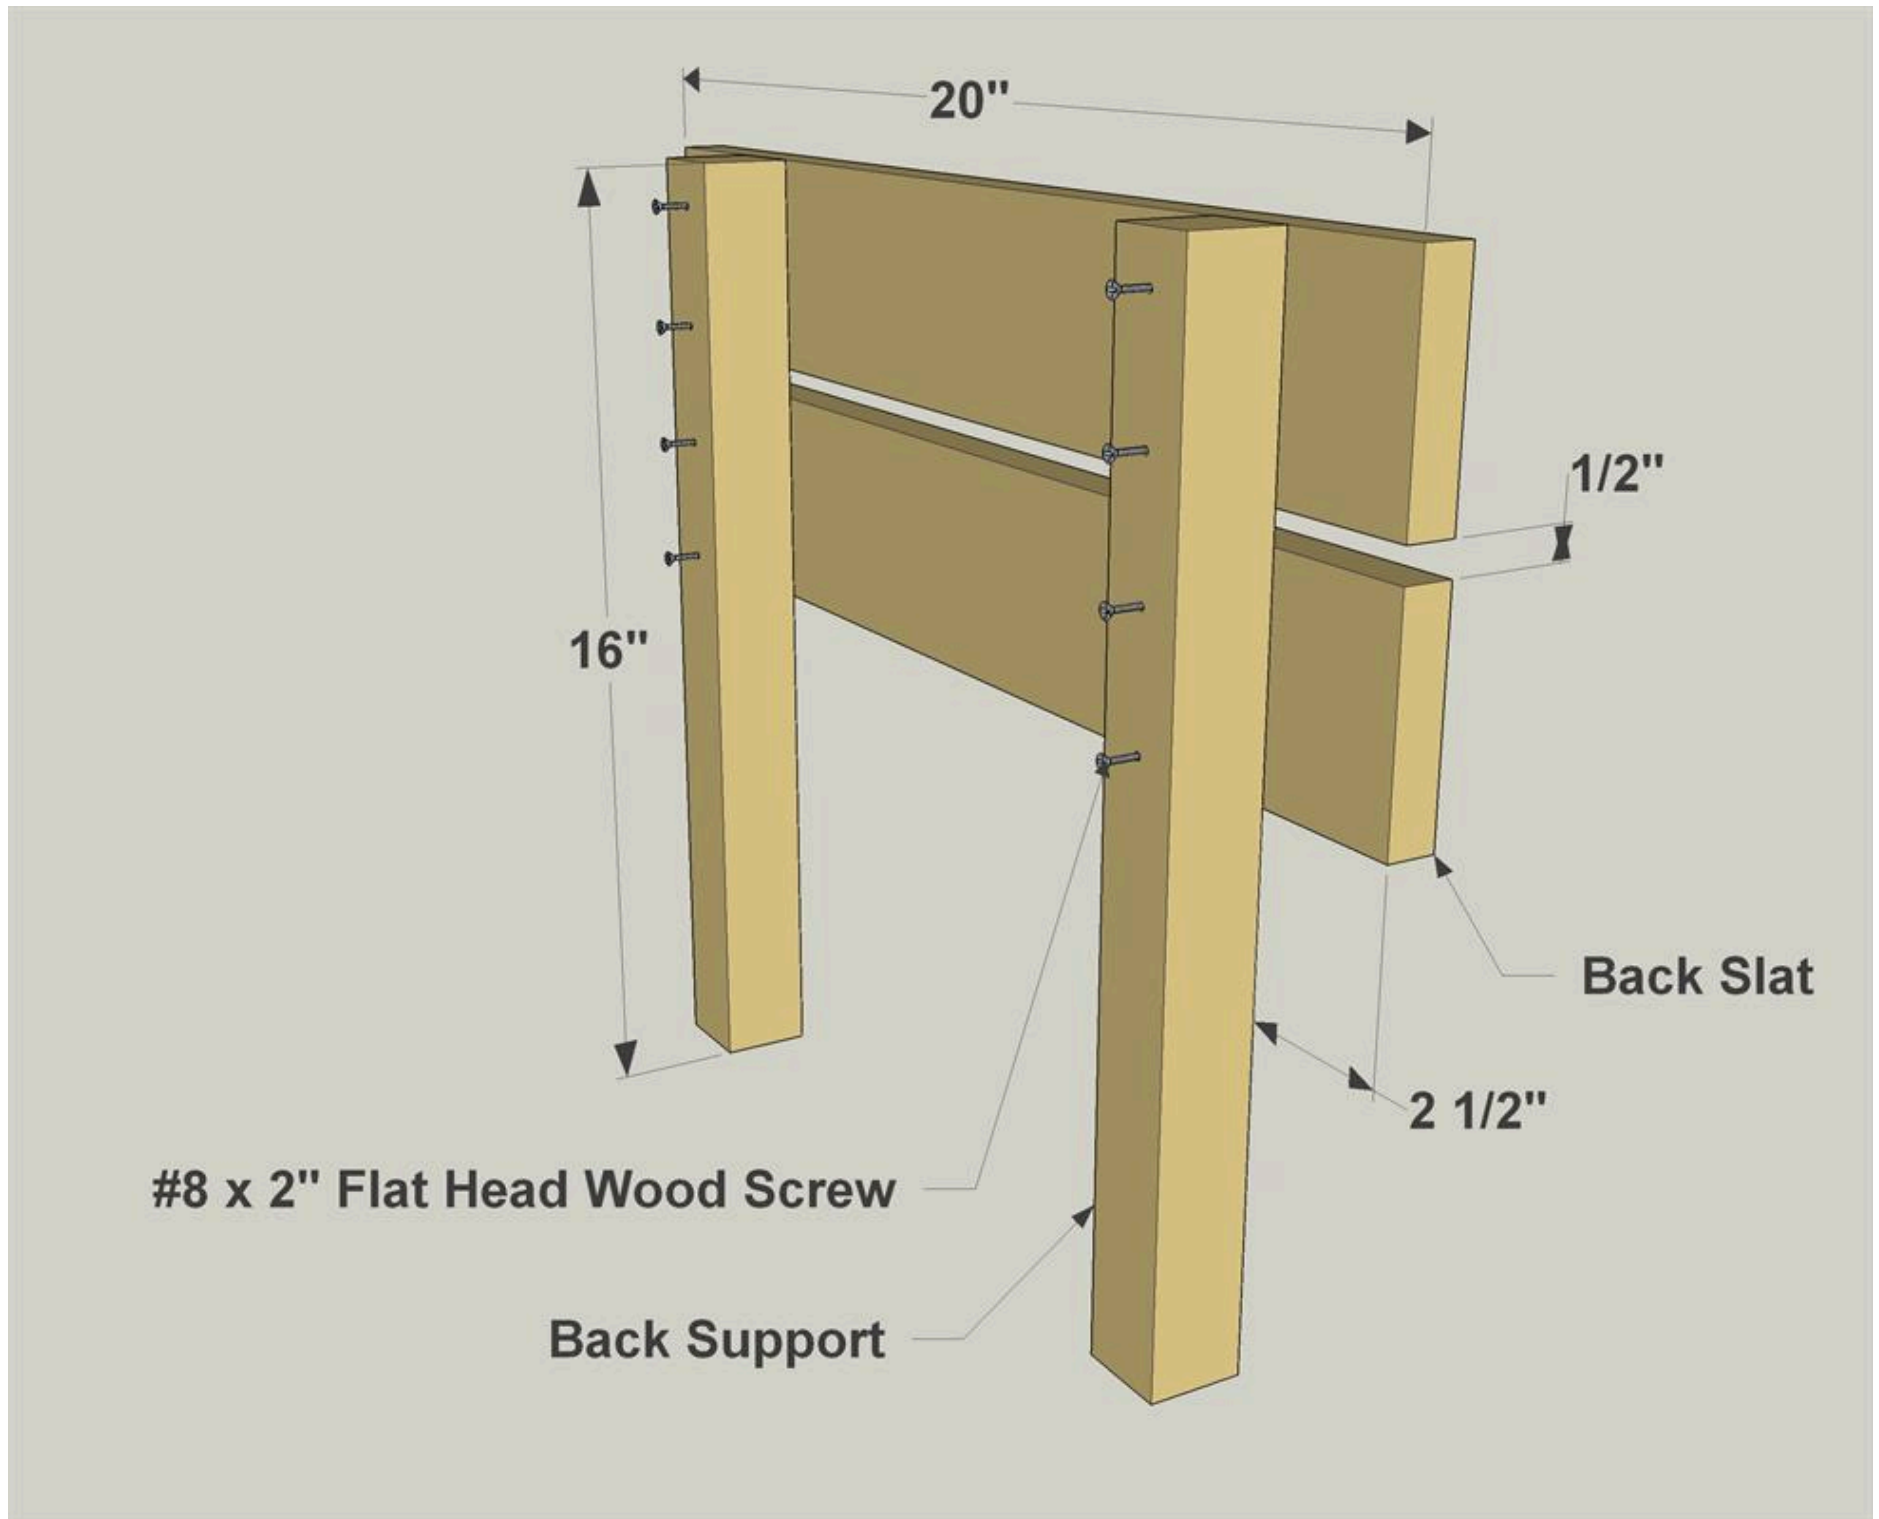 20"
1/2"
16"
Back Slat
2 1/2"
#8 x 2" Flat Head Wood Screw
Back Support